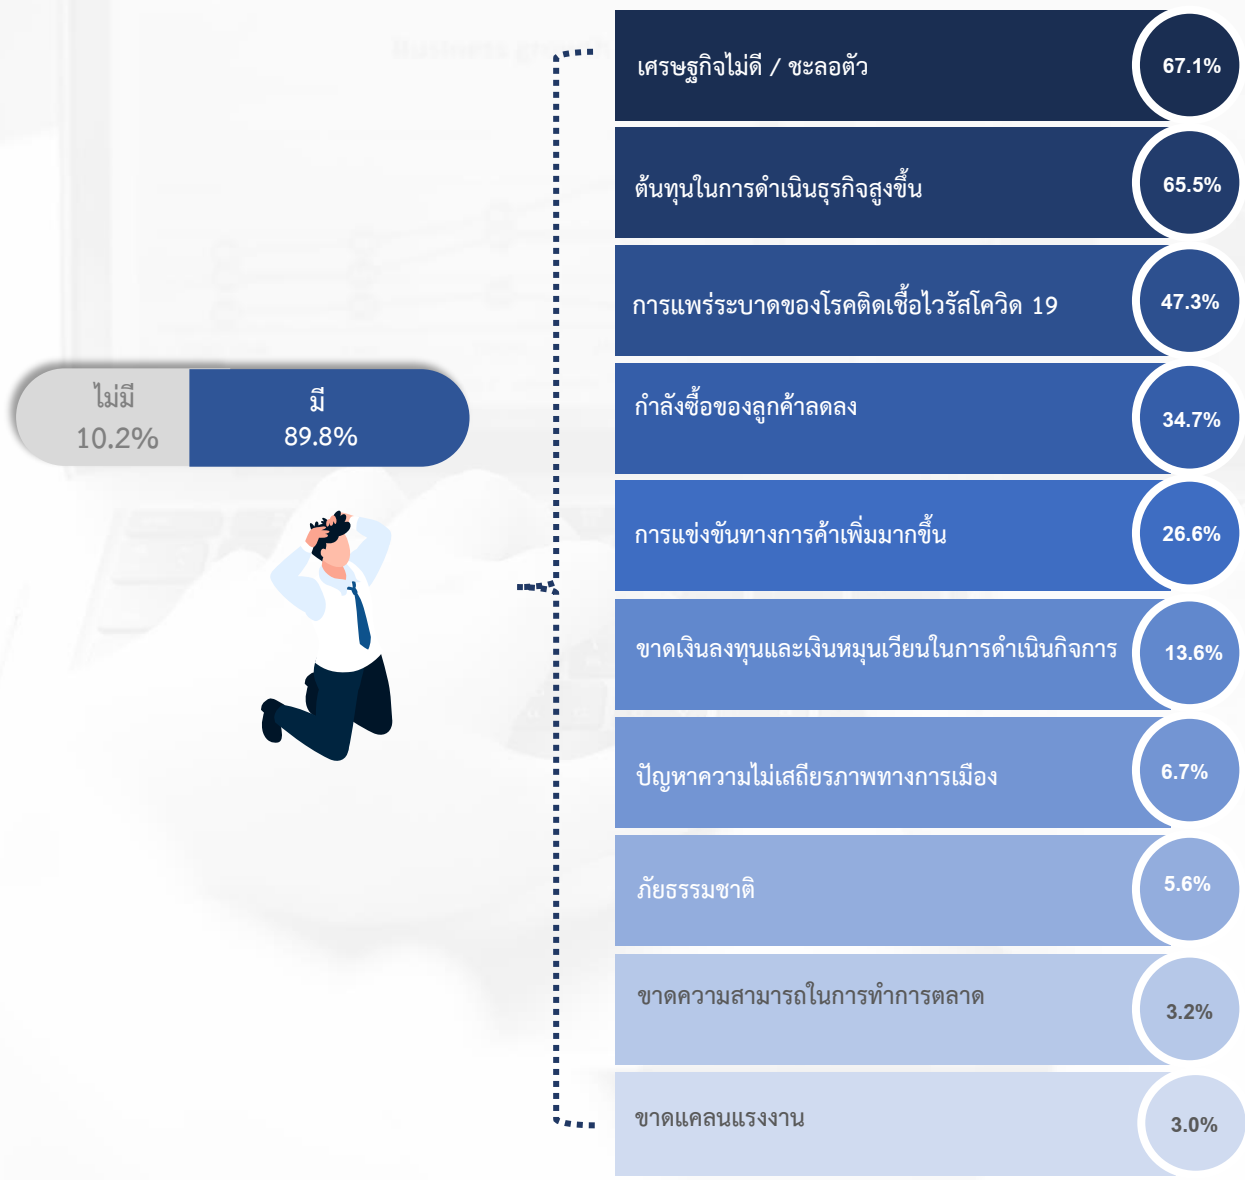 Business growth
เศรษฐกิจไม่ดี / ชะลอตัว
67.1%
ต้นทุนในการดำเนินธุรกิจสูงขึ้น
65.5%
การแพร่ระบาดของโรคติดเชื้อไวรัสโควิด 19
47.3%
ไม่มี
10.2%
มี
89.8%
กำลังซื้อของลูกค้าลดลง
34.7%
การแข่งขันทางการค้าเพิ่มมากขึ้น
26.6%
ขาดเงินลงทุนและเงินหมุนเวียนในการดำเนินกิจการ
13.6%
ปัญหาความไม่เสถียรภาพทางการเมือง
6.7%
ภัยธรรมชาติ
5.6%
ขาดความสามารถในการทำการตลาด
3.2%
ขาดแคลนแรงงาน
3.0%